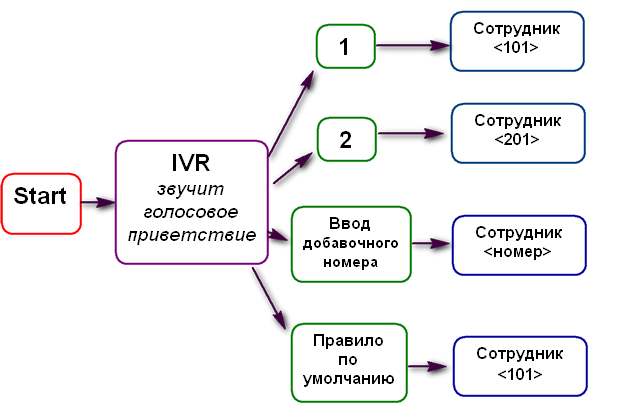 Start
IVR
звучит
голосовое
приветствие
1
Сотрудник
<101>
2
Сотрудник
<201>
Ввод
добавочного
номера
Сотрудник
<номер>
Правило
по
умолчанию
Сотрудник
<101>